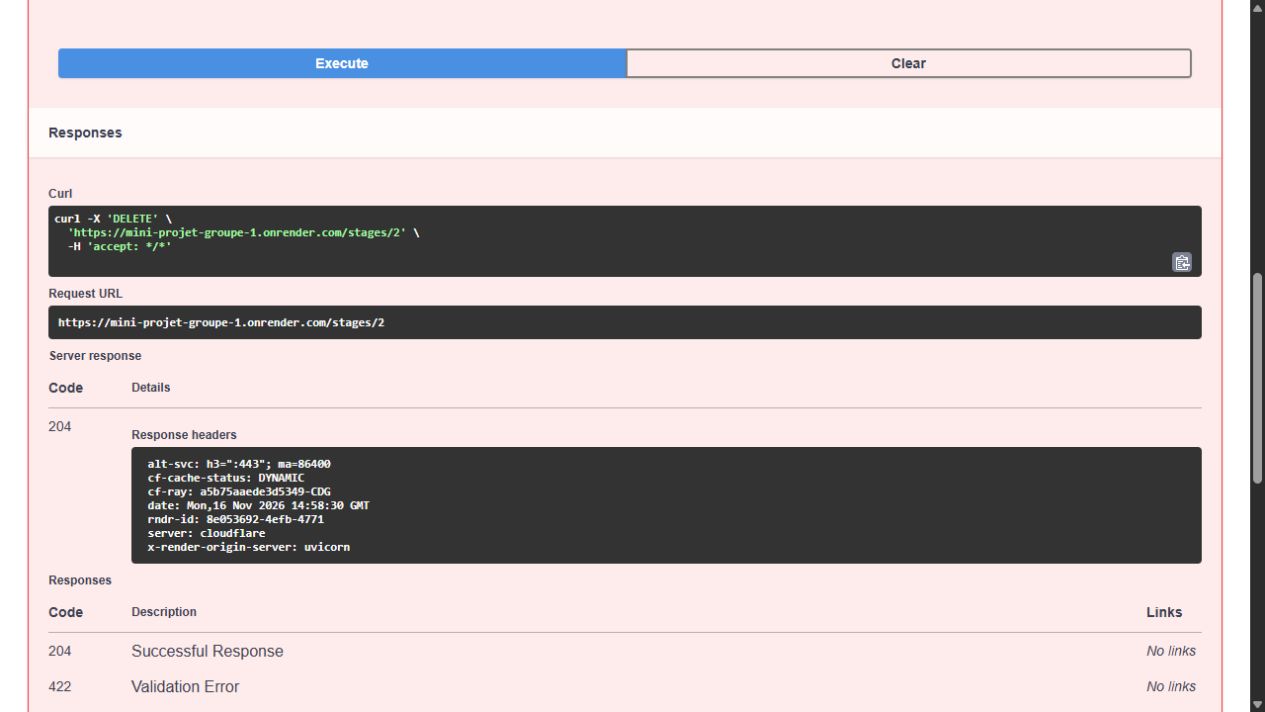 Execute
Clear
Responses
Curl
curl -X 'DELETE' \
'https://mini-projet-groupe-1.onrender.com/stages/2' \
-H 'accept: */*'
Request URL
https://mini-projet-groupe-1.onrender.com/stages/2
Server response
Code Details
204
Response headers
alt-svc: h3=":443"; ma=86400
cf-cache-status: DYNAMIC
cf-ray: a5b75aaede3d5349-CDG
date: Mon,16 Nov 2026 14:58:30 GMT
rndr-id: 8e053692-4efb-4771
server: cloudflare
x-render-origin-server: uvicorn
Responses
Code Description Links
204 Successful Response No links
422 Validation Error No links